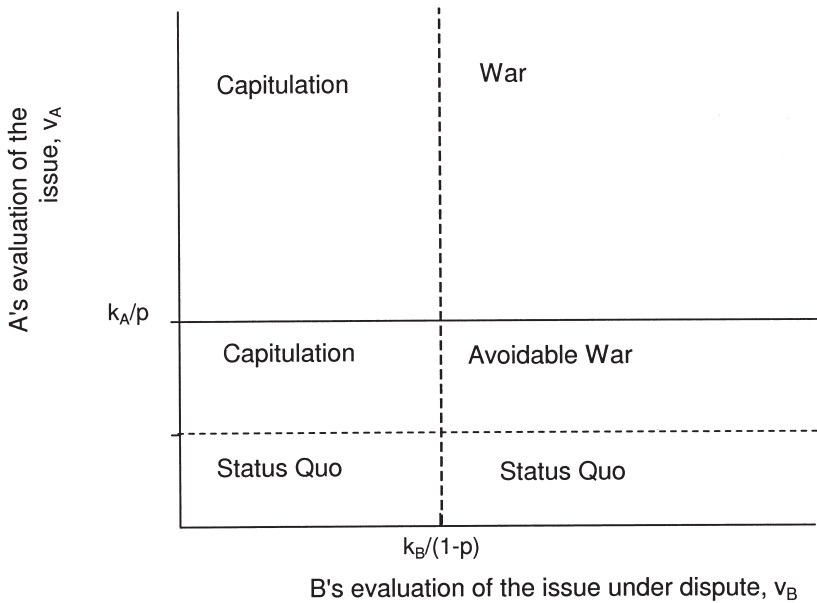 A's evaluation of the
issue, vA
Capitulation
War
kA/p
Capitulation
Avoidable War
Status Quo
Status Quo
kB/(1-p)
B's evaluation of the issue under dispute, vB